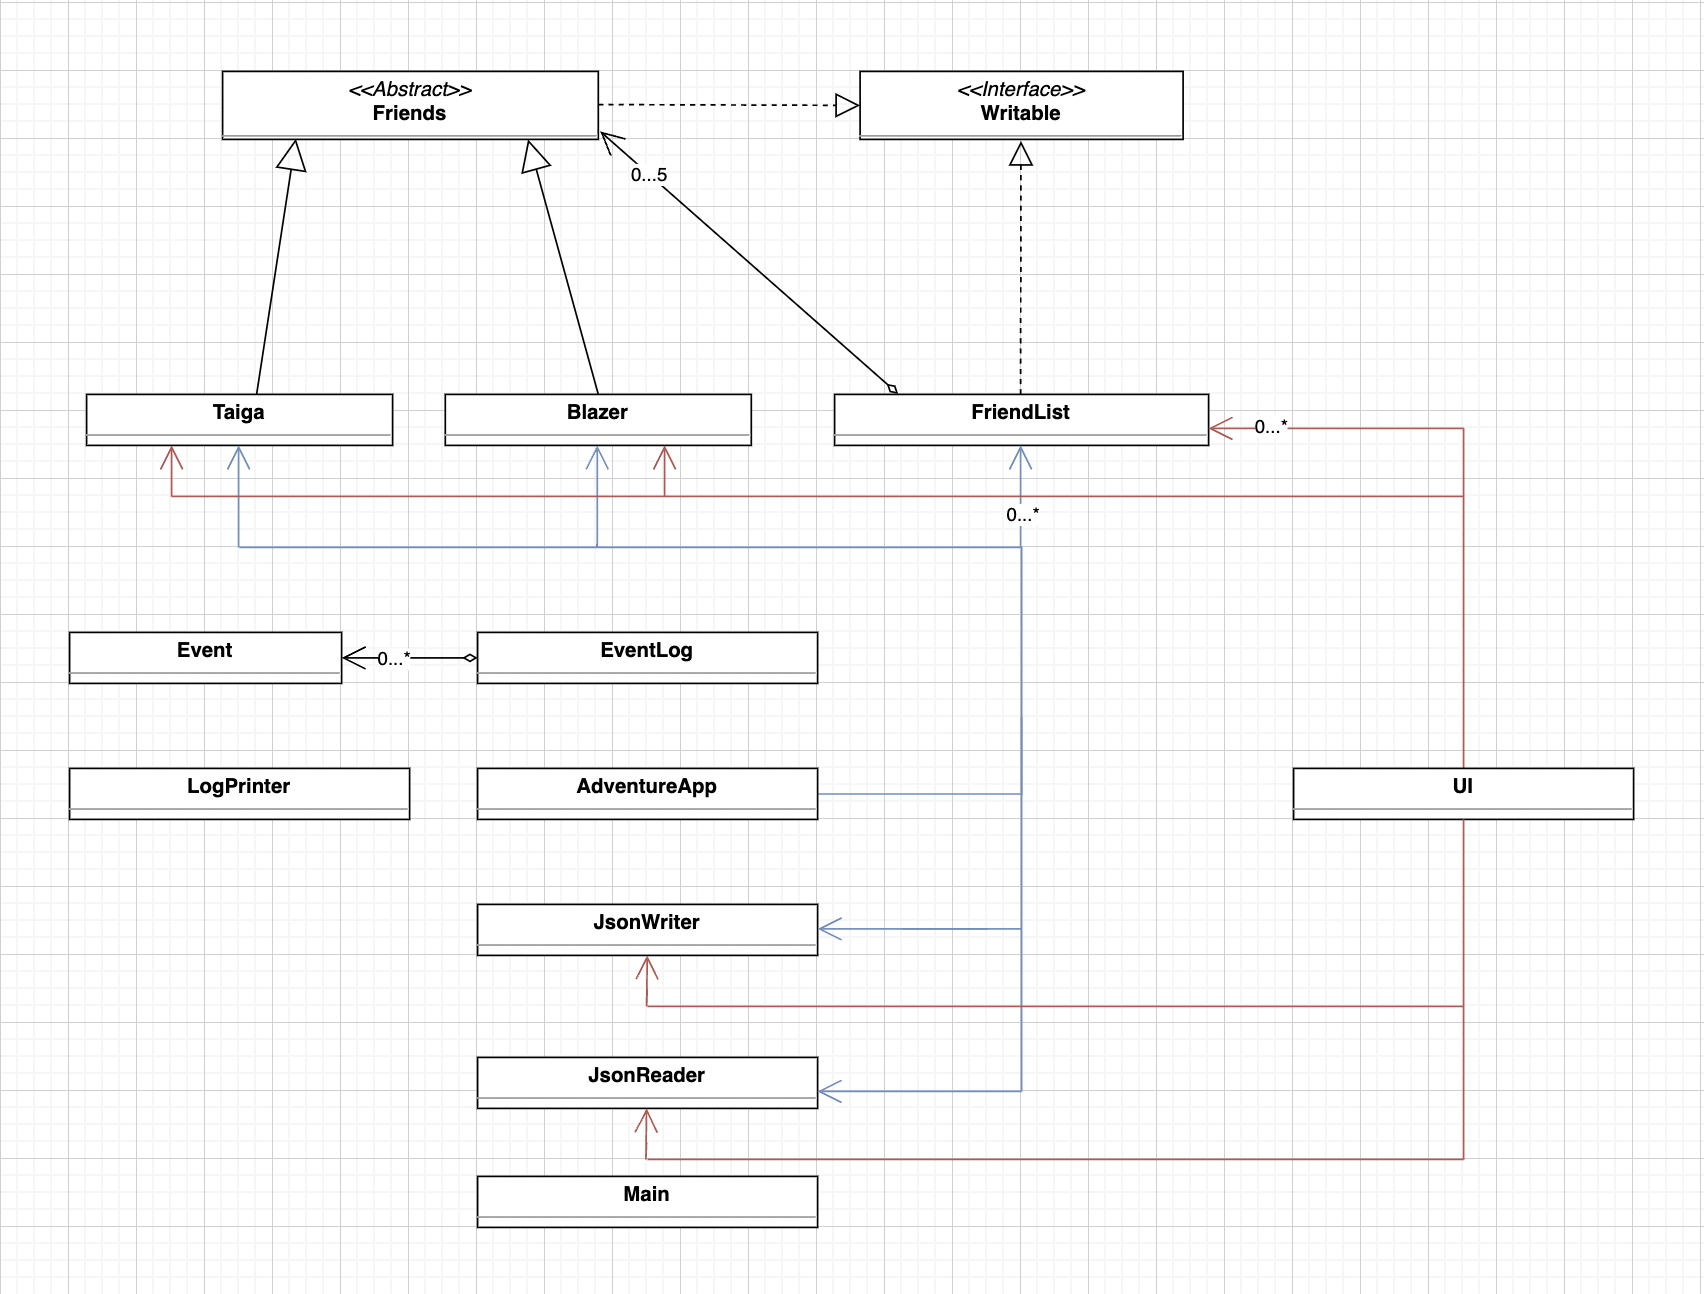 <<Abstract>>
Friends
<<Interface>>
Writable
0...5
Taiga
Blazer
FriendList
0...*
0...*
Event
0...*
EventLog
LogPrinter
AdventureApp
UI
JsonWriter
JsonReader
Main